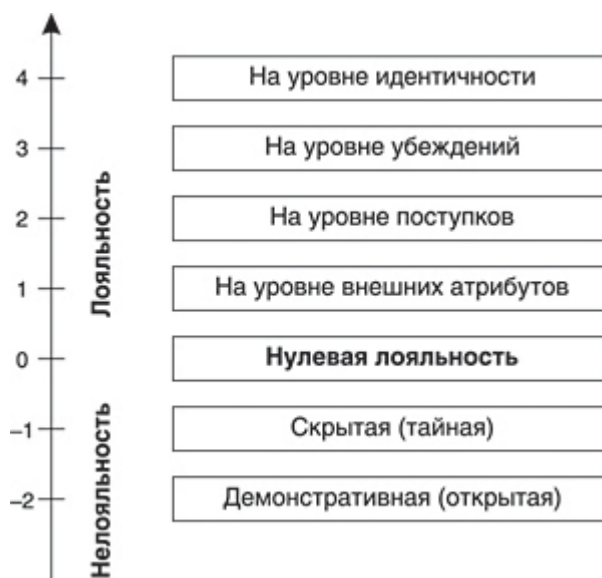 4
На уровне идентичности
3
На уровне убеждений
2
На уровне поступков
1
На уровне внешних атрибутов
Лояльность
0
Нулевая лояльность
–1
Скрытая (тайная)
–2
Демонстративная (открытая)
Нелояльность